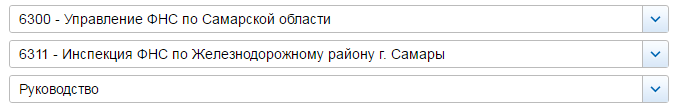 6300 - Управление ФНС по Самарской области
6311 - Инспекция ФНС по Железнодорожному району г. Самары
Руководство